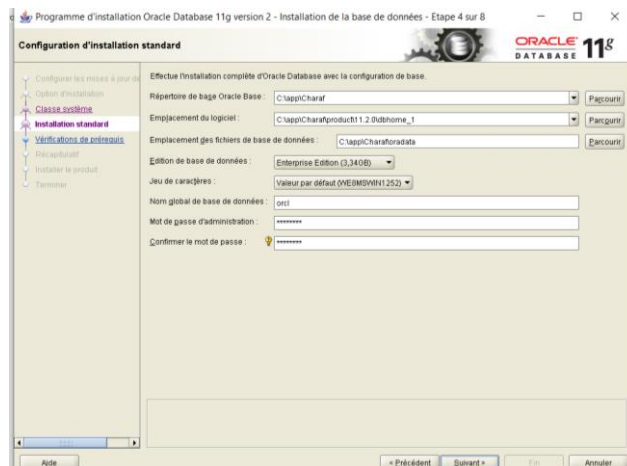 Programme d'installation Oracle Database 11g version 2 - Installation de la base de données - Etape 4 sur 8
Configuration d'installation standard
ORACLE 11g
DATABASE
Configurer les mises à jour de
Option d'installation
Classe système
Installation standard
Vérifications de prérequis
Récapitulatif
Installer le produit
Terminer
Effectue l'installation complète d'Oracle Database avec la configuration de base.
Répertoire de base Oracle Base : C:\app\Charaf Parcourir
Emplacement du logiciel : C:\app\Charaf\product\11.2.0\dbhome_1 Parcourir
Emplacement des fichiers de base de données : C:\app\Charaf\oradata Parcourir
Edition de base de données : Enterprise Edition (3,34GB)
Jeu de caractères : Valeur par défaut (WE8MSWIN1252)
Nom global de base de données : orcl
Mot de passe d'administration : ********
Confirmer le mot de passe : ********
Aide < Précédent Suivant > Fin Annuler